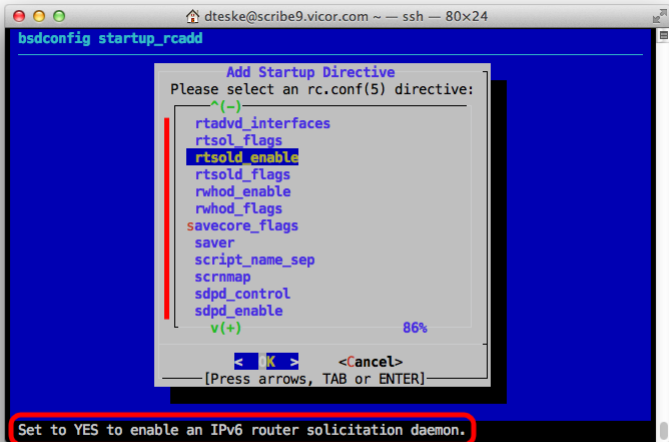 dteske@scribe9.vicor.com ~ — ssh — 80×24
bsdconfig startup_rcadd
Add Startup Directive
Please select an rc.conf(5) directive:
^(-)
rtadvd_interfaces
rtsol_flags
rtsold_enable
rtsold_flags
rwhod_enable
rwhod_flags
savecore_flags
saver
script_name_sep
scrnmap
sdpd_control
sdpd_enable
v(+) 86%
< OK > <Cancel>
[Press arrows, TAB or ENTER]
Set to YES to enable an IPv6 router solicitation daemon.